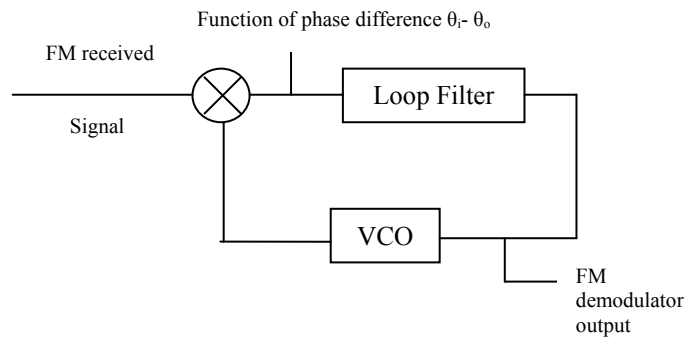 Function of phase difference θᵢ- θₒ
FM received
Signal
Loop Filter
VCO
FM
demodulator
output